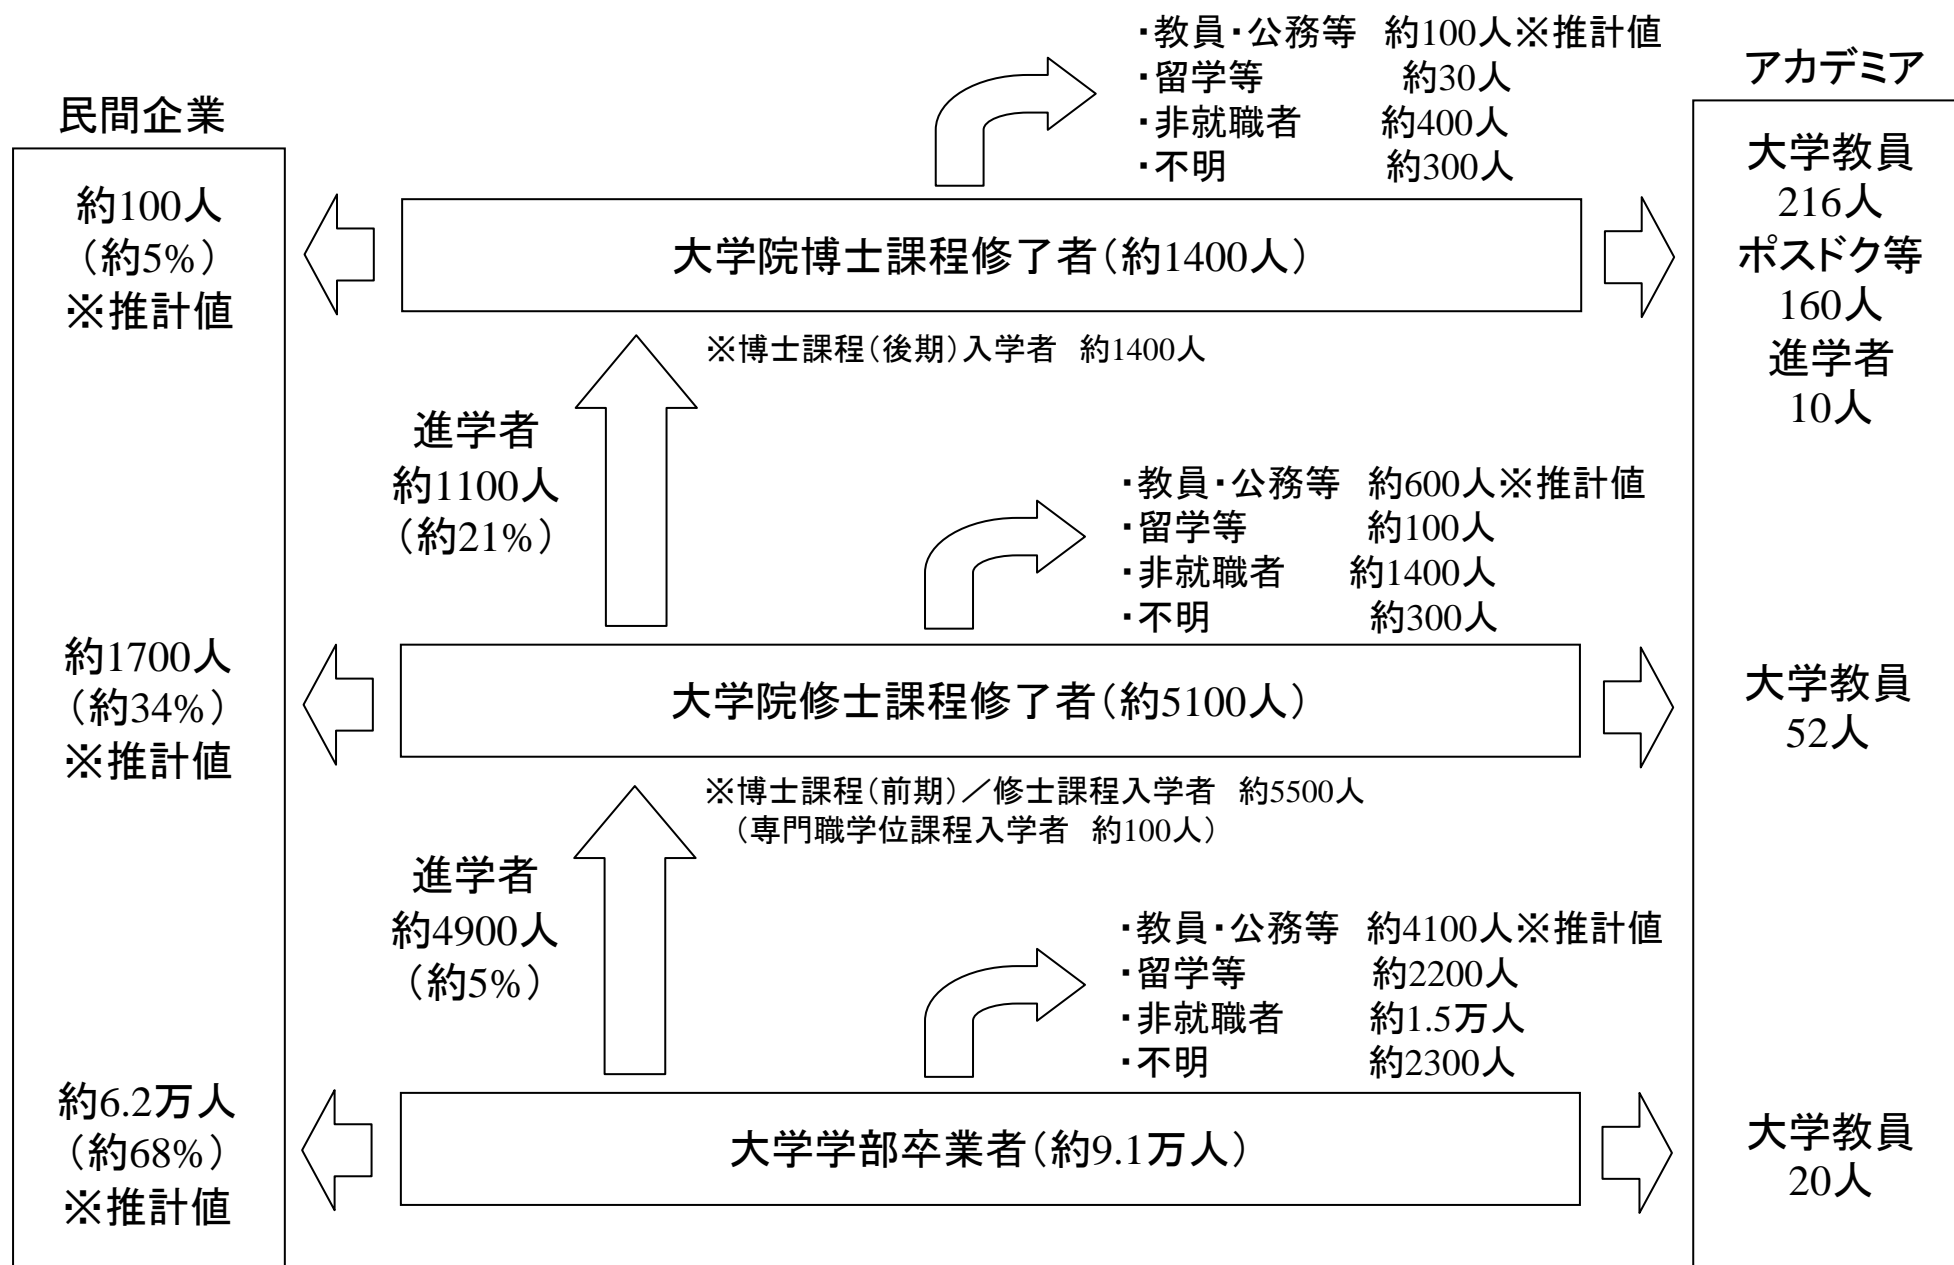 ・教員・公務等 約100人※推計値
・留学等 約30人
・非就職者 約400人
・不明 約300人
民間企業
アカデミア
約100人
（約5%）
※推計値
大学院博士課程修了者（約1400人）
大学教員
216人
ポスドク等
160人
進学者
10人
※博士課程（後期）入学者 約1400人
進学者
約1100人
（約21%）
・教員・公務等 約600人※推計値
・留学等 約100人
・非就職者 約1400人
・不明 約300人
約1700人
（約34%）
※推計値
大学院修士課程修了者（約5100人）
大学教員
52人
※博士課程（前期）／修士課程入学者 約5500人
（専門職学位課程入学者 約100人）
進学者
約4900人
（約5%）
・教員・公務等 約4100人※推計値
・留学等 約2200人
・非就職者 約1.5万人
・不明 約2300人
約6.2万人
（約68%）
※推計値
大学学部卒業者（約9.1万人）
大学教員
20人